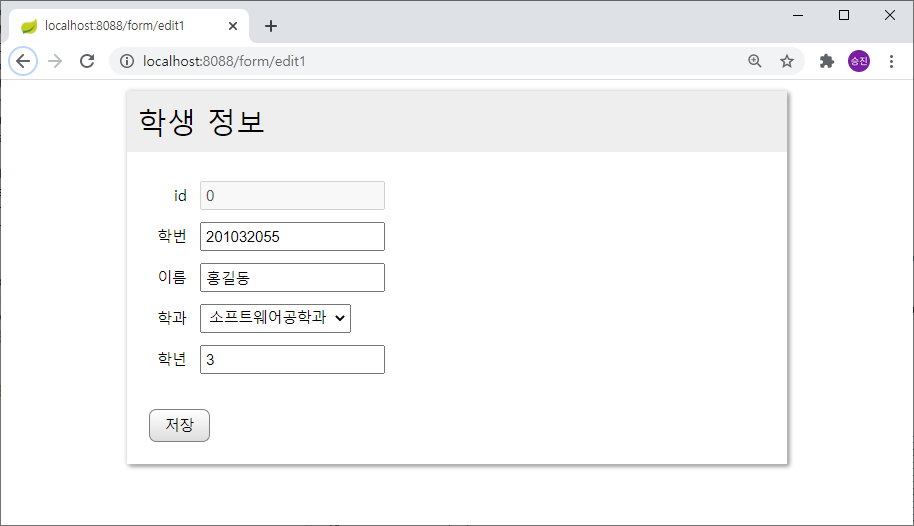 localhost:8088/form/edit1
localhost:8088/form/edit1
승진
학생 정보
id 0
학번 201032055
이름 홍길동
학과 소프트웨어공학과
학년 3
저장